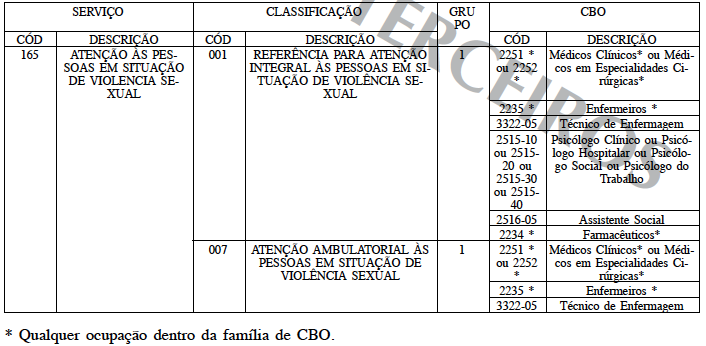 SERVIÇO CLASSIFICAÇÃO GRU CBO
PO
CÓD DESCRIÇÃO CÓD DESCRIÇÃO CÓD DESCRIÇÃO
165 ATENÇÃO ÀS PES-
SOAS EM SITUAÇÃO
DE VIOLENCIA SE-
XUAL
001 REFERÊNCIA PARA ATENÇÃO
INTEGRAL ÀS PESSOAS EM SI-
TUAÇÃO DE VIOLÊNCIA SE-
XUAL
1
2251 *
ou 2252
*
Médicos Clínicos* ou Médi-
cos em Especialidades Ci-
rúrgicas*
2235 * Enfermeiros *
3322-05 Técnico de Enfermagem
2515-10
ou 2515-
20 ou
2515-30
ou 2515-
40
Psicólogo Clínico ou Psicó-
logo Hospitalar ou Psicólo-
go Social ou Psicólogo do
Trabalho
2516-05 Assistente Social
2234 * Farmacêuticos*
007 ATENÇÃO AMBULATORIAL ÀS
PESSOAS EM SITUAÇÃO DE
VIOLÊNCIA SEXUAL
1
2251 *
ou 2252
*
Médicos Clínicos* ou Médi-
cos em Especialidades Ci-
rúrgicas*
2235 * Enfermeiros *
3322-05 Técnico de Enfermagem
* Qualquer ocupação dentro da família de CBO.
TERCEIROS